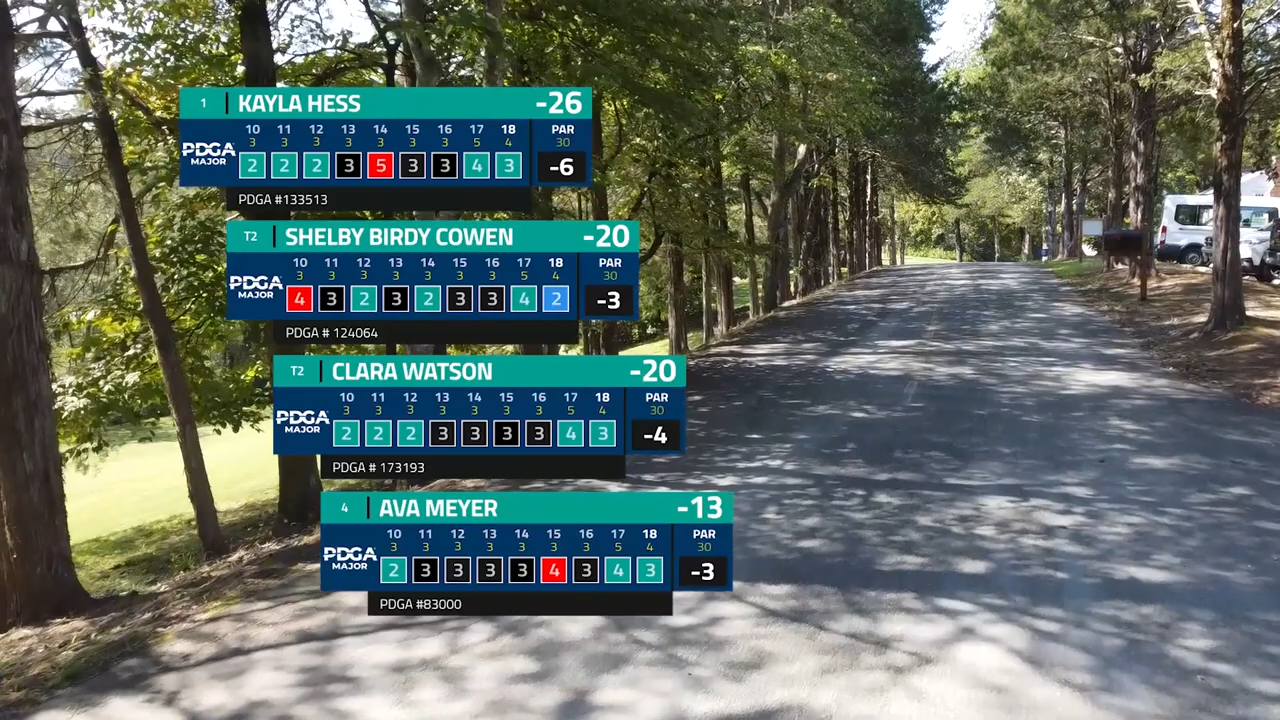 1 KAYLA HESS -26
10 11 12 13 14 15 16 17 18 PAR
3 3 3 3 3 3 3 5 4 30
PDGA MAJOR 2 2 2 3 5 3 3 4 3 -6
PDGA #133513
T2 SHELBY BIRDY COWEN -20
10 11 12 13 14 15 16 17 18 PAR
3 3 3 3 3 3 3 5 4 30
PDGA MAJOR 4 3 2 3 2 3 3 4 2 -3
PDGA # 124064
T2 CLARA WATSON -20
10 11 12 13 14 15 16 17 18 PAR
3 3 3 3 3 3 3 5 4 30
PDGA MAJOR 2 2 2 3 3 3 3 4 3 -4
PDGA # 173193
4 AVA MEYER -13
10 11 12 13 14 15 16 17 18 PAR
3 3 3 3 3 3 3 5 4 30
PDGA MAJOR 2 3 3 3 3 4 3 4 3 -3
PDGA #83000